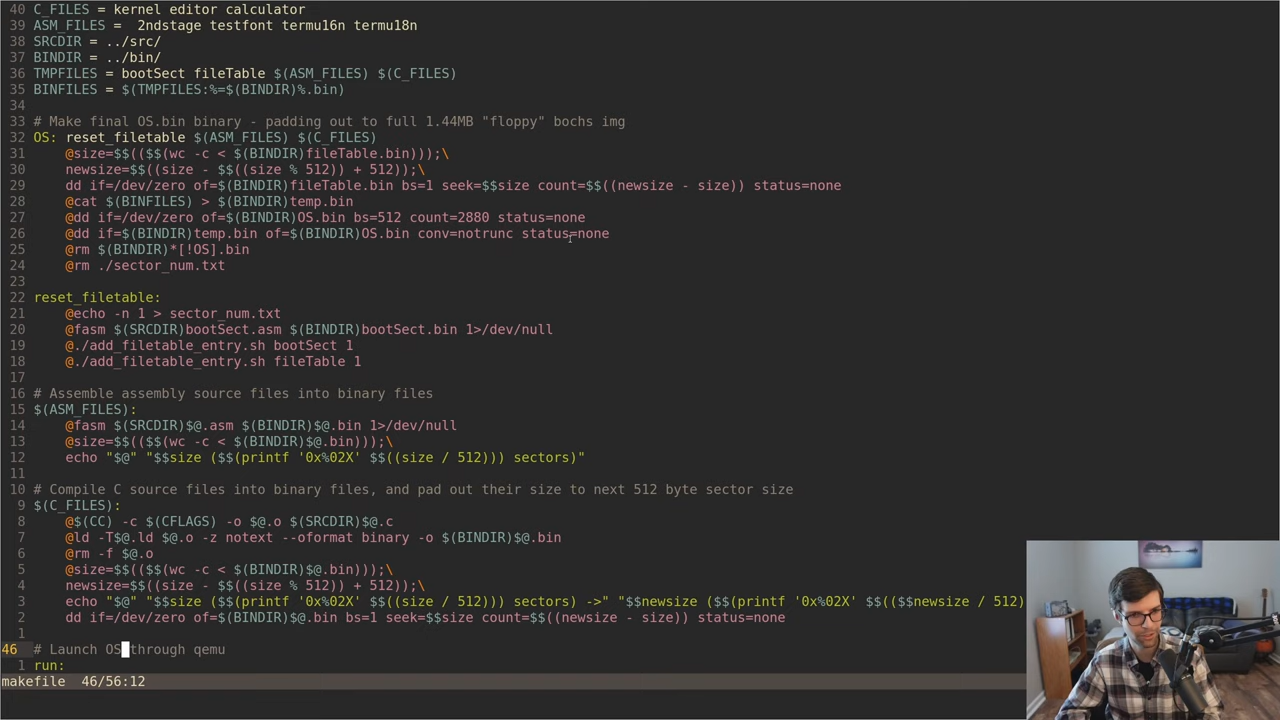 40 C_FILES = kernel editor calculator
39 ASM_FILES =  2ndstage testfont termu16n termu18n
38 SRCDIR = ../src/
37 BINDIR = ../bin/
36 TMPFILES = bootSect fileTable $(ASM_FILES) $(C_FILES)
35 BINFILES = $(TMPFILES:%=$(BINDIR)%.bin)
34
33 # Make final OS.bin binary - padding out to full 1.44MB "floppy" bochs img
32 OS: reset_filetable $(ASM_FILES) $(C_FILES)
31     @size=$$(($$(wc -c < $(BINDIR)fileTable.bin)));\
30     newsize=$$((size - $$((size % 512)) + 512));\
29     dd if=/dev/zero of=$(BINDIR)fileTable.bin bs=1 seek=$$size count=$$((newsize - size)) status=none
28     @cat $(BINFILES) > $(BINDIR)temp.bin
27     @dd if=/dev/zero of=$(BINDIR)OS.bin bs=512 count=2880 status=none
26     @dd if=$(BINDIR)temp.bin of=$(BINDIR)OS.bin conv=notrunc status=none
25     @rm $(BINDIR)*[!OS].bin
24     @rm ./sector_num.txt
23
22 reset_filetable:
21     @echo -n 1 > sector_num.txt
20     @fasm $(SRCDIR)bootSect.asm $(BINDIR)bootSect.bin 1>/dev/null
19     @./add_filetable_entry.sh bootSect 1
18     @./add_filetable_entry.sh fileTable 1
17
16 # Assemble assembly source files into binary files
15 $(ASM_FILES):
14     @fasm $(SRCDIR)$@.asm $(BINDIR)$@.bin 1>/dev/null
13     @size=$$(($$(wc -c < $(BINDIR)$@.bin)));\
12     echo "$@" "$$size ($$(printf '0x%02X' $$((size / 512))) sectors)"
11
10 # Compile C source files into binary files, and pad out their size to next 512 byte sector size
9 $(C_FILES):
8     @$(CC) -c $(CFLAGS) -o $@.o $(SRCDIR)$@.c
7     @ld -T$@.ld $@.o -z notext --oformat binary -o $(BINDIR)$@.bin
6     @rm -f $@.o
5     @size=$$(($$(wc -c < $(BINDIR)$@.bin)));\
4     newsize=$$((size - $$((size % 512)) + 512));\
3     echo "$@" "$$size ($$(printf '0x%02X' $$((size / 512))) sectors) ->" "$$newsize ($$(printf '0x%02X' $$(($$newsize / 512)
2     dd if=/dev/zero of=$(BINDIR)$@.bin bs=1 seek=$$size count=$$((newsize - size)) status=none
1
46 # Launch OS through qemu
1 run:
makefile  46/56:12